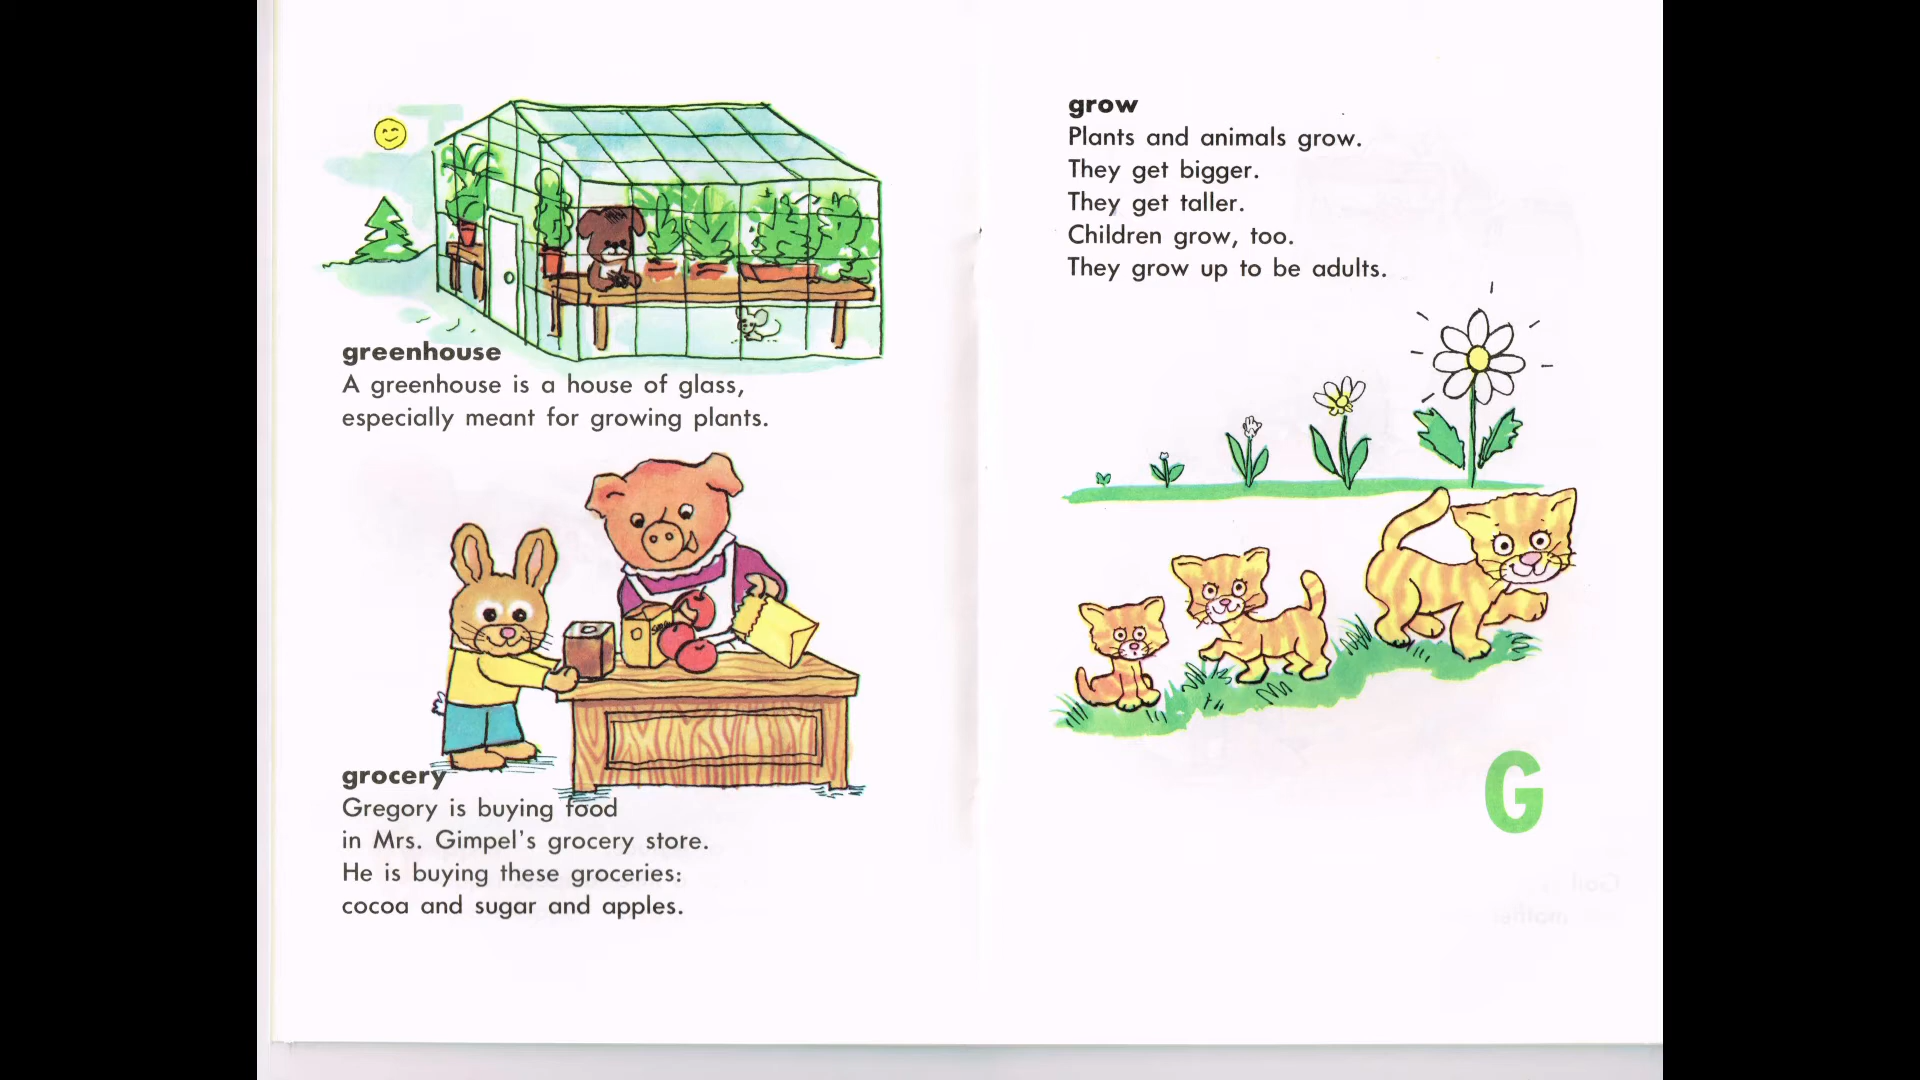 greenhouse
A greenhouse is a house of glass,
especially meant for growing plants.
grocery
Gregory is buying food
in Mrs. Gimpel's grocery store.
He is buying these groceries:
cocoa and sugar and apples.
grow
Plants and animals grow.
They get bigger.
They get taller.
Children grow, too.
They grow up to be adults.
G